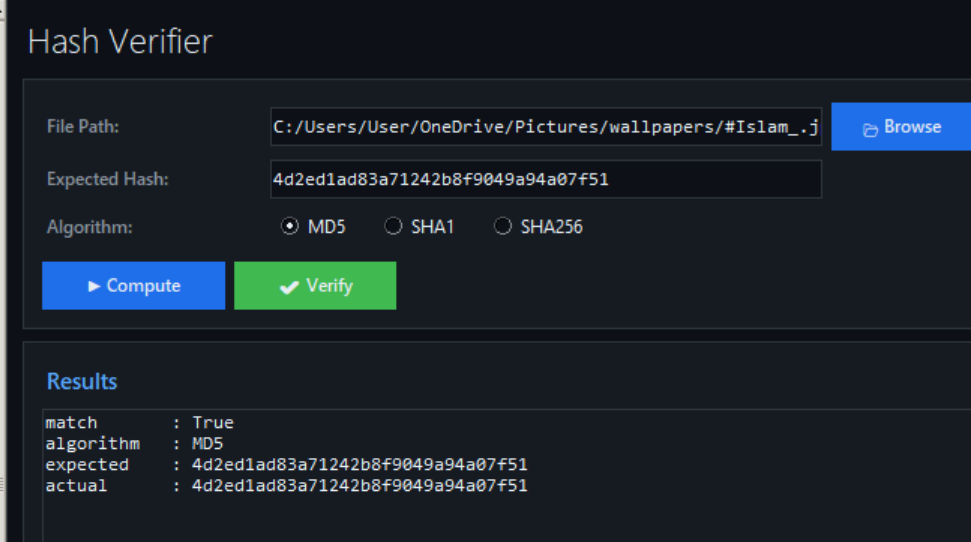 Hash Verifier
File Path: C:/Users/User/OneDrive/Pictures/wallpapers/#Islam_.j Browse
Expected Hash: 4d2ed1ad83a71242b8f9049a94a07f51
Algorithm: MD5 SHA1 SHA256
Compute Verify
Results
match : True
algorithm : MD5
expected : 4d2ed1ad83a71242b8f9049a94a07f51
actual : 4d2ed1ad83a71242b8f9049a94a07f51